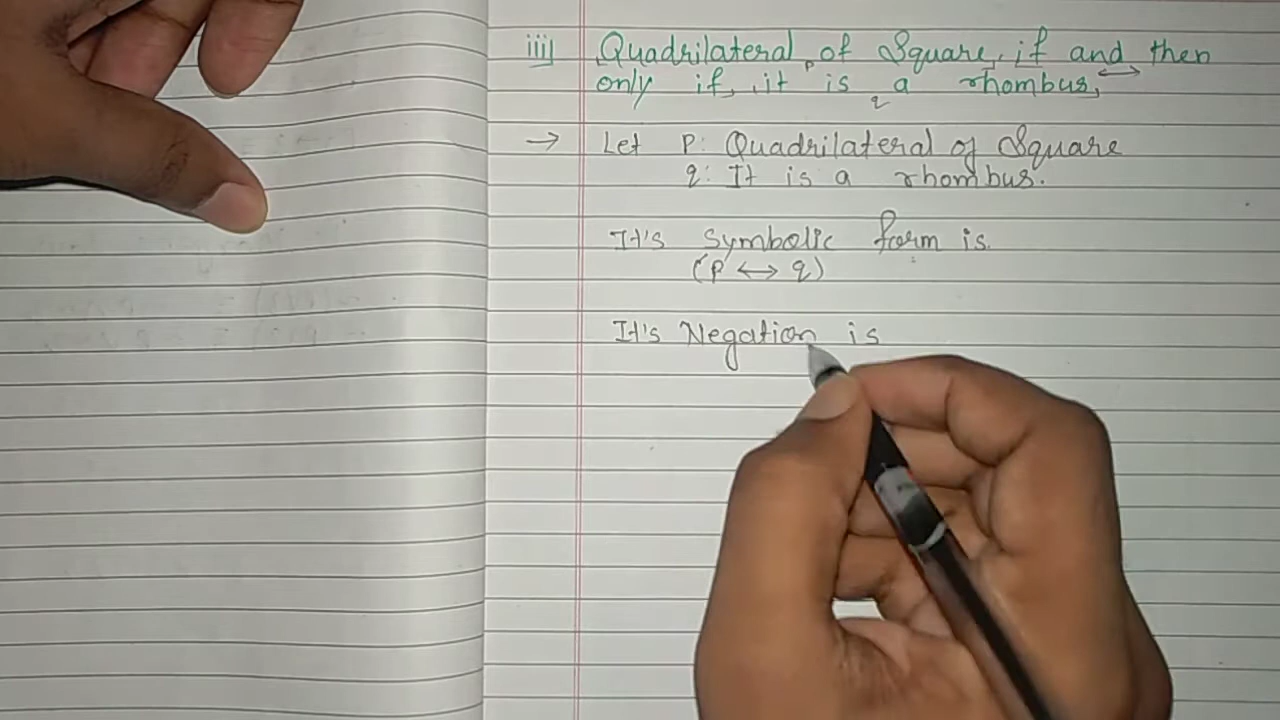 iii) Quadrilateral of Square, if and then
p
only if, it is a rhombus, ↔
q
→ Let p: Quadrilateral of Square
q: It is a rhombus.
It's symbolic form is.
(p ↔ q)
It's Negation is